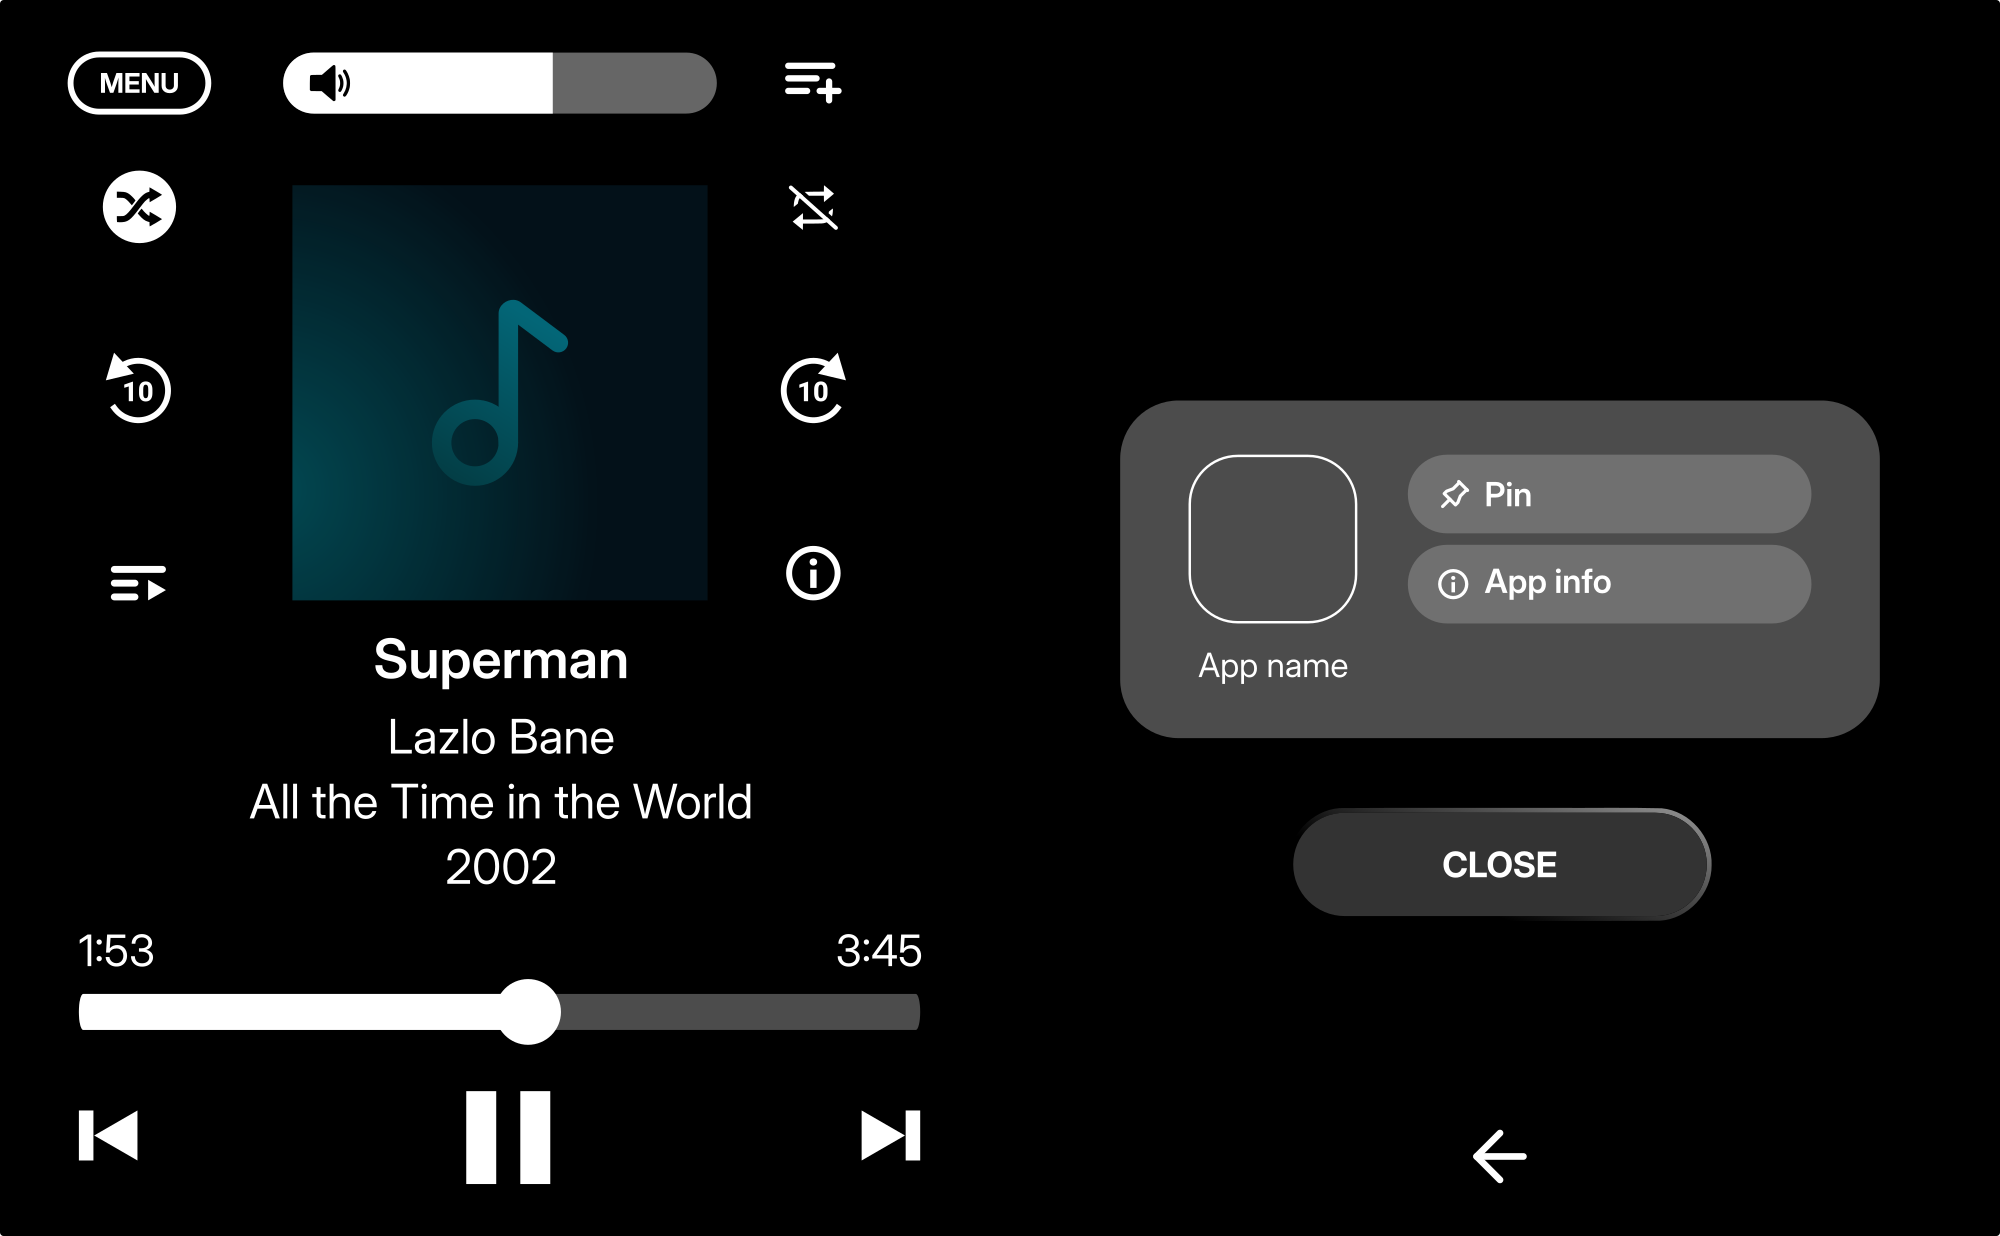 MENU
10
10
Superman
Lazlo Bane
All the Time in the World
2002
1:53
3:45
Pin
App info
App name
CLOSE